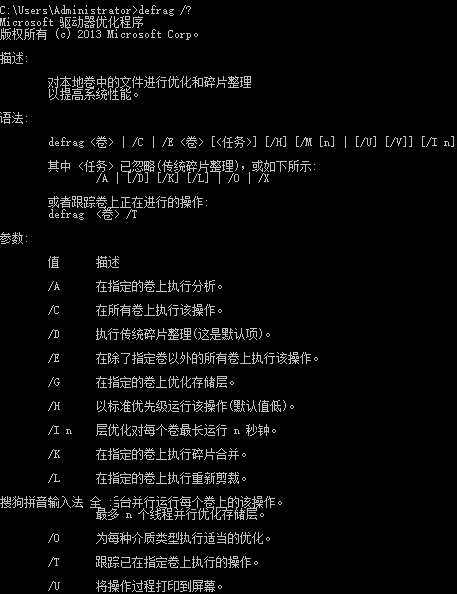 C:\Users\Administrator>defrag /?
Microsoft 驱动器优化程序
版权所有 (c) 2013 Microsoft Corp。
描述:
对本地卷中的文件进行优化和碎片整理
以提高系统性能。
语法:
defrag <卷> | /C | /E <卷> [<任务>] [/H] [/M [n] | [/U] [/V]] [/I n]
其中 <任务> 已忽略(传统碎片整理)，或如下所示:
/A | [/D] [/K] [/L] | /O | /X
或者跟踪卷上正在进行的操作:
defrag <卷> /T
参数:
值 描述
/A 在指定的卷上执行分析。
/C 在所有卷上执行该操作。
/D 执行传统碎片整理(这是默认项)。
/E 在除了指定卷以外的所有卷上执行该操作。
/G 在指定的卷上优化存储层。
/H 以标准优先级运行该操作(默认值低)。
/I n 层优化对每个卷最长运行 n 秒钟。
/K 在指定的卷上执行碎片合并。
/L 在指定的卷上执行重新剪裁。
搜狗拼音输入法 全 :台并行运行每个卷上的该操作。
最多 n 个线程并行优化存储层。
/O 为每种介质类型执行适当的优化。
/T 跟踪已在指定卷上执行的操作。
/U 将操作过程打印到屏幕。